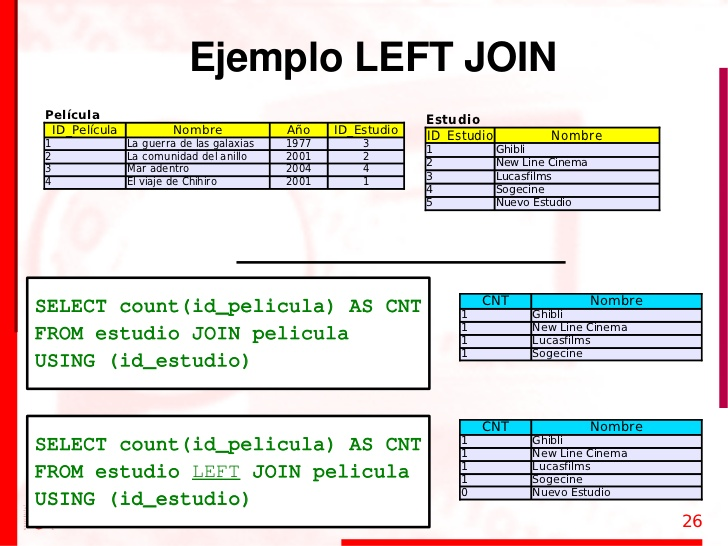 Ejemplo LEFT JOIN
Película
ID_Película Nombre Año ID_Estudio
1 La guerra de las galaxias 1977 3
2 La comunidad del anillo 2001 2
3 Mar adentro 2004 4
4 El viaje de Chihiro 2001 1
Estudio
ID_Estudio Nombre
1 Ghibli
2 New Line Cinema
3 Lucasfilms
4 Sogecine
5 Nuevo Estudio
SELECT count(id_pelicula) AS CNT
FROM estudio JOIN pelicula
USING (id_estudio)
CNT Nombre
1 Ghibli
1 New Line Cinema
1 Lucasfilms
1 Sogecine
SELECT count(id_pelicula) AS CNT
FROM estudio LEFT JOIN pelicula
USING (id_estudio)
CNT Nombre
1 Ghibli
1 New Line Cinema
1 Lucasfilms
1 Sogecine
0 Nuevo Estudio
26